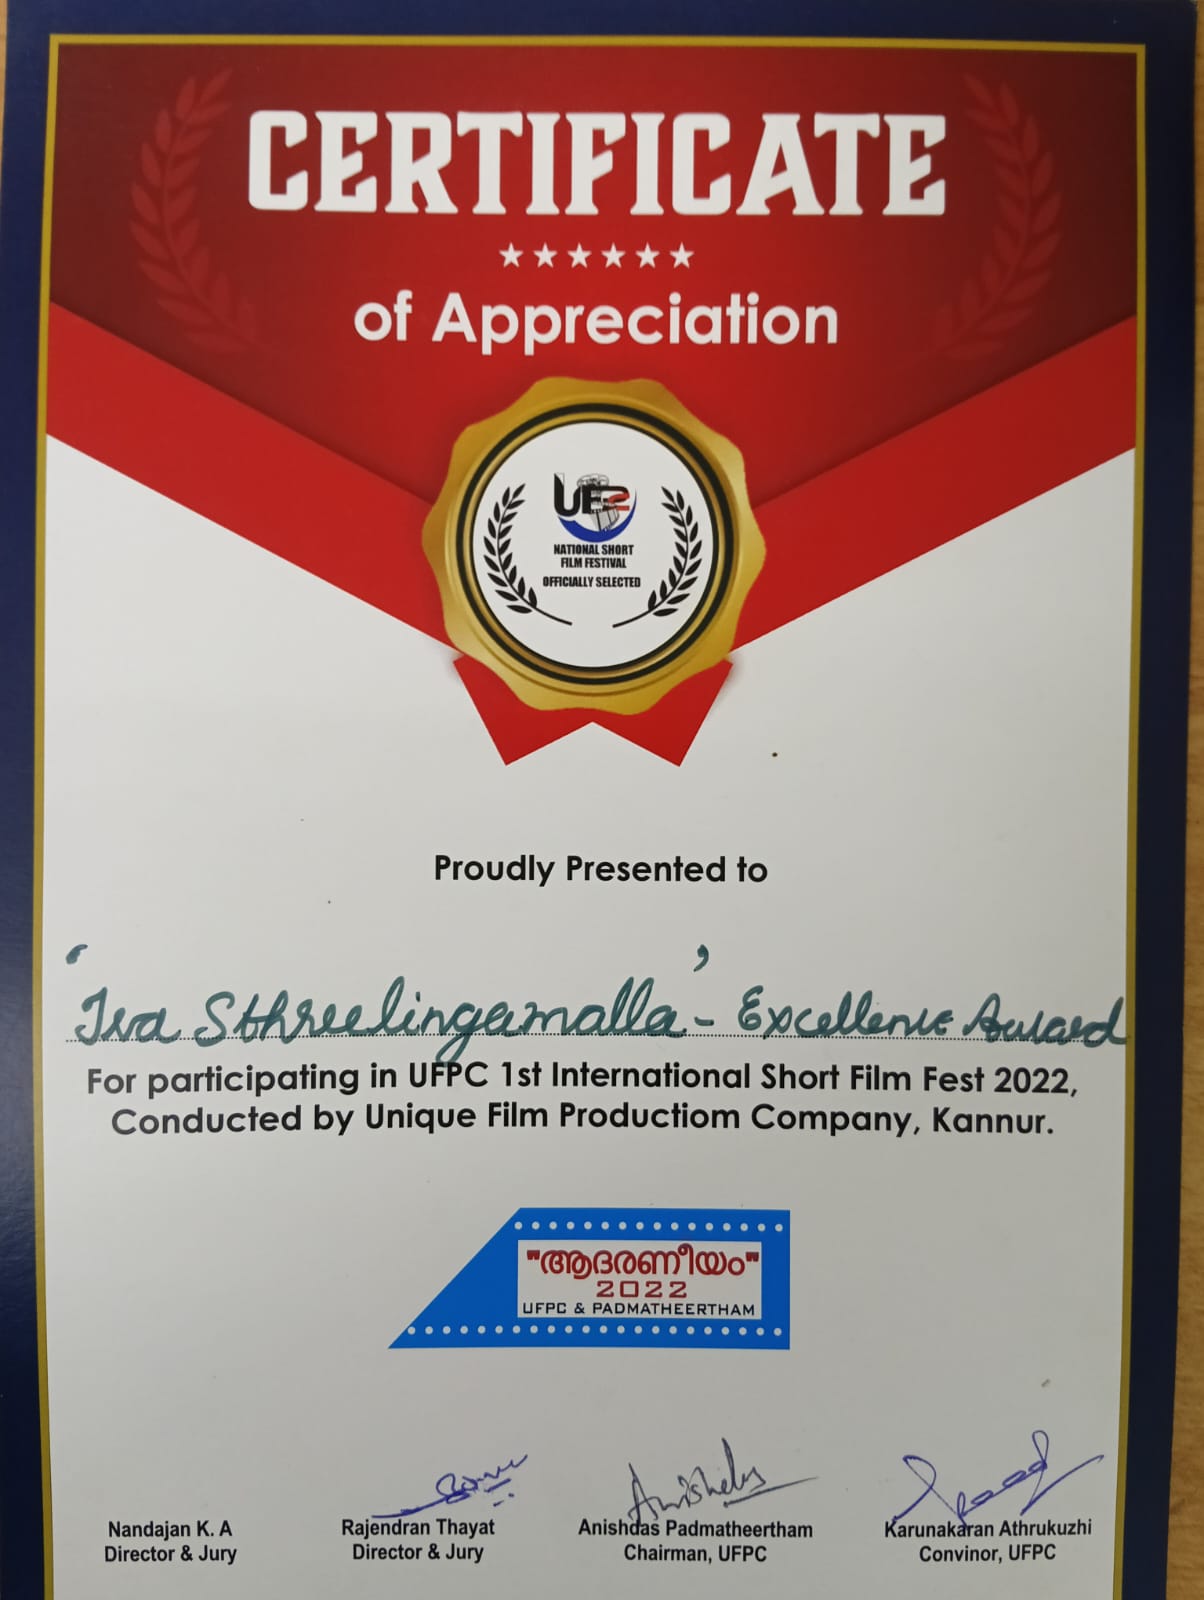 CERTIFICATE
of Appreciation
UFPC
NATIONAL SHORT
FILM FESTIVAL
OFFICIALLY SELECTED
Proudly Presented to
'Iva Sthreelingamalla' - Excellence Award
For participating in UFPC 1st International Short Film Fest 2022,
Conducted by Unique Film Productiom Company, Kannur.
"ആദരണീയം"
2022
UFPC & PADMATHEERTHAM
Anishdas
Nandajan K. A
Director & Jury
Rajendran Thayat
Director & Jury
Anishdas Padmatheertham
Chairman, UFPC
Karunakaran Athrukuzhi
Convinor, UFPC